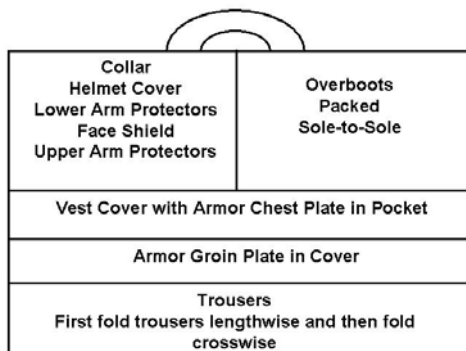 Collar
Helmet Cover
Lower Arm Protectors
Face Shield
Upper Arm Protectors
Overboots
Packed
Sole-to-Sole
Vest Cover with Armor Chest Plate in Pocket
Armor Groin Plate in Cover
Trousers
First fold trousers lengthwise and then fold
crosswise